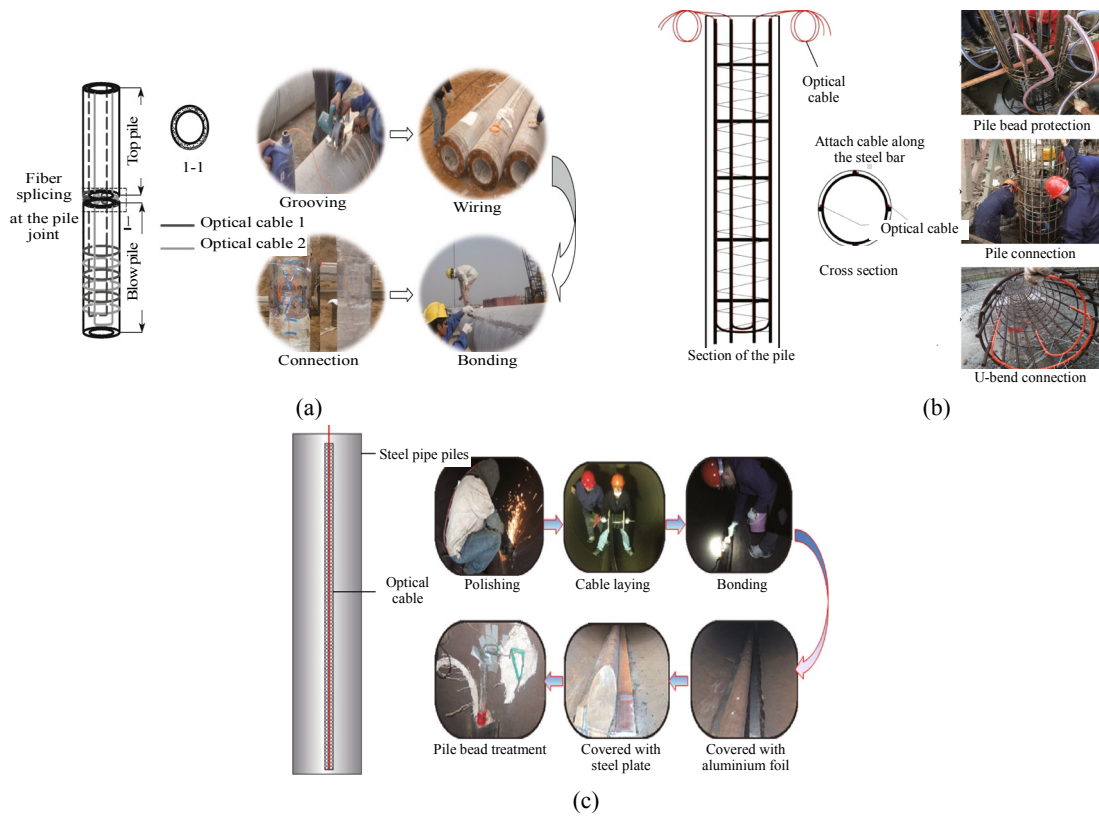 Top pile
1-1
Fiber
splicing
at the pile
joint
1-
Blow pile
Optical cable 1
Optical cable 2
Grooving
Wiring
Connection
Bonding
(a)
Optical
cable
Attach cable along
the steel bar
Optical cable
Cross section
Section of the pile
Pile bead protection
Pile connection
U-bend connection
(b)
Steel pipe piles
Optical
cable
Polishing
Cable laying
Bonding
Pile bead treatment
Covered with
steel plate
Covered with
aluminium foil
(c)